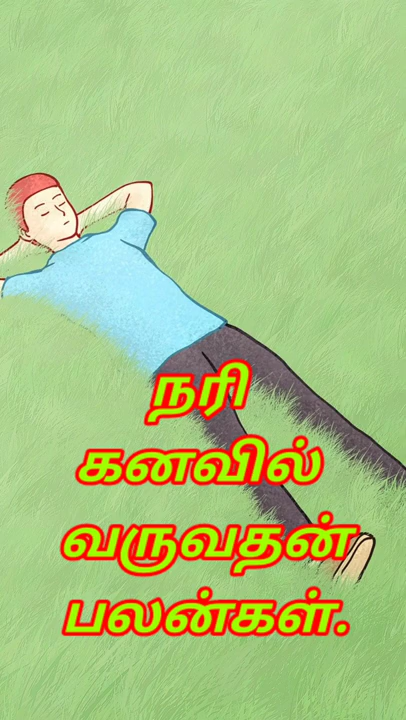 நரி
கனவில்
வருவதன்
பலன்கள்.